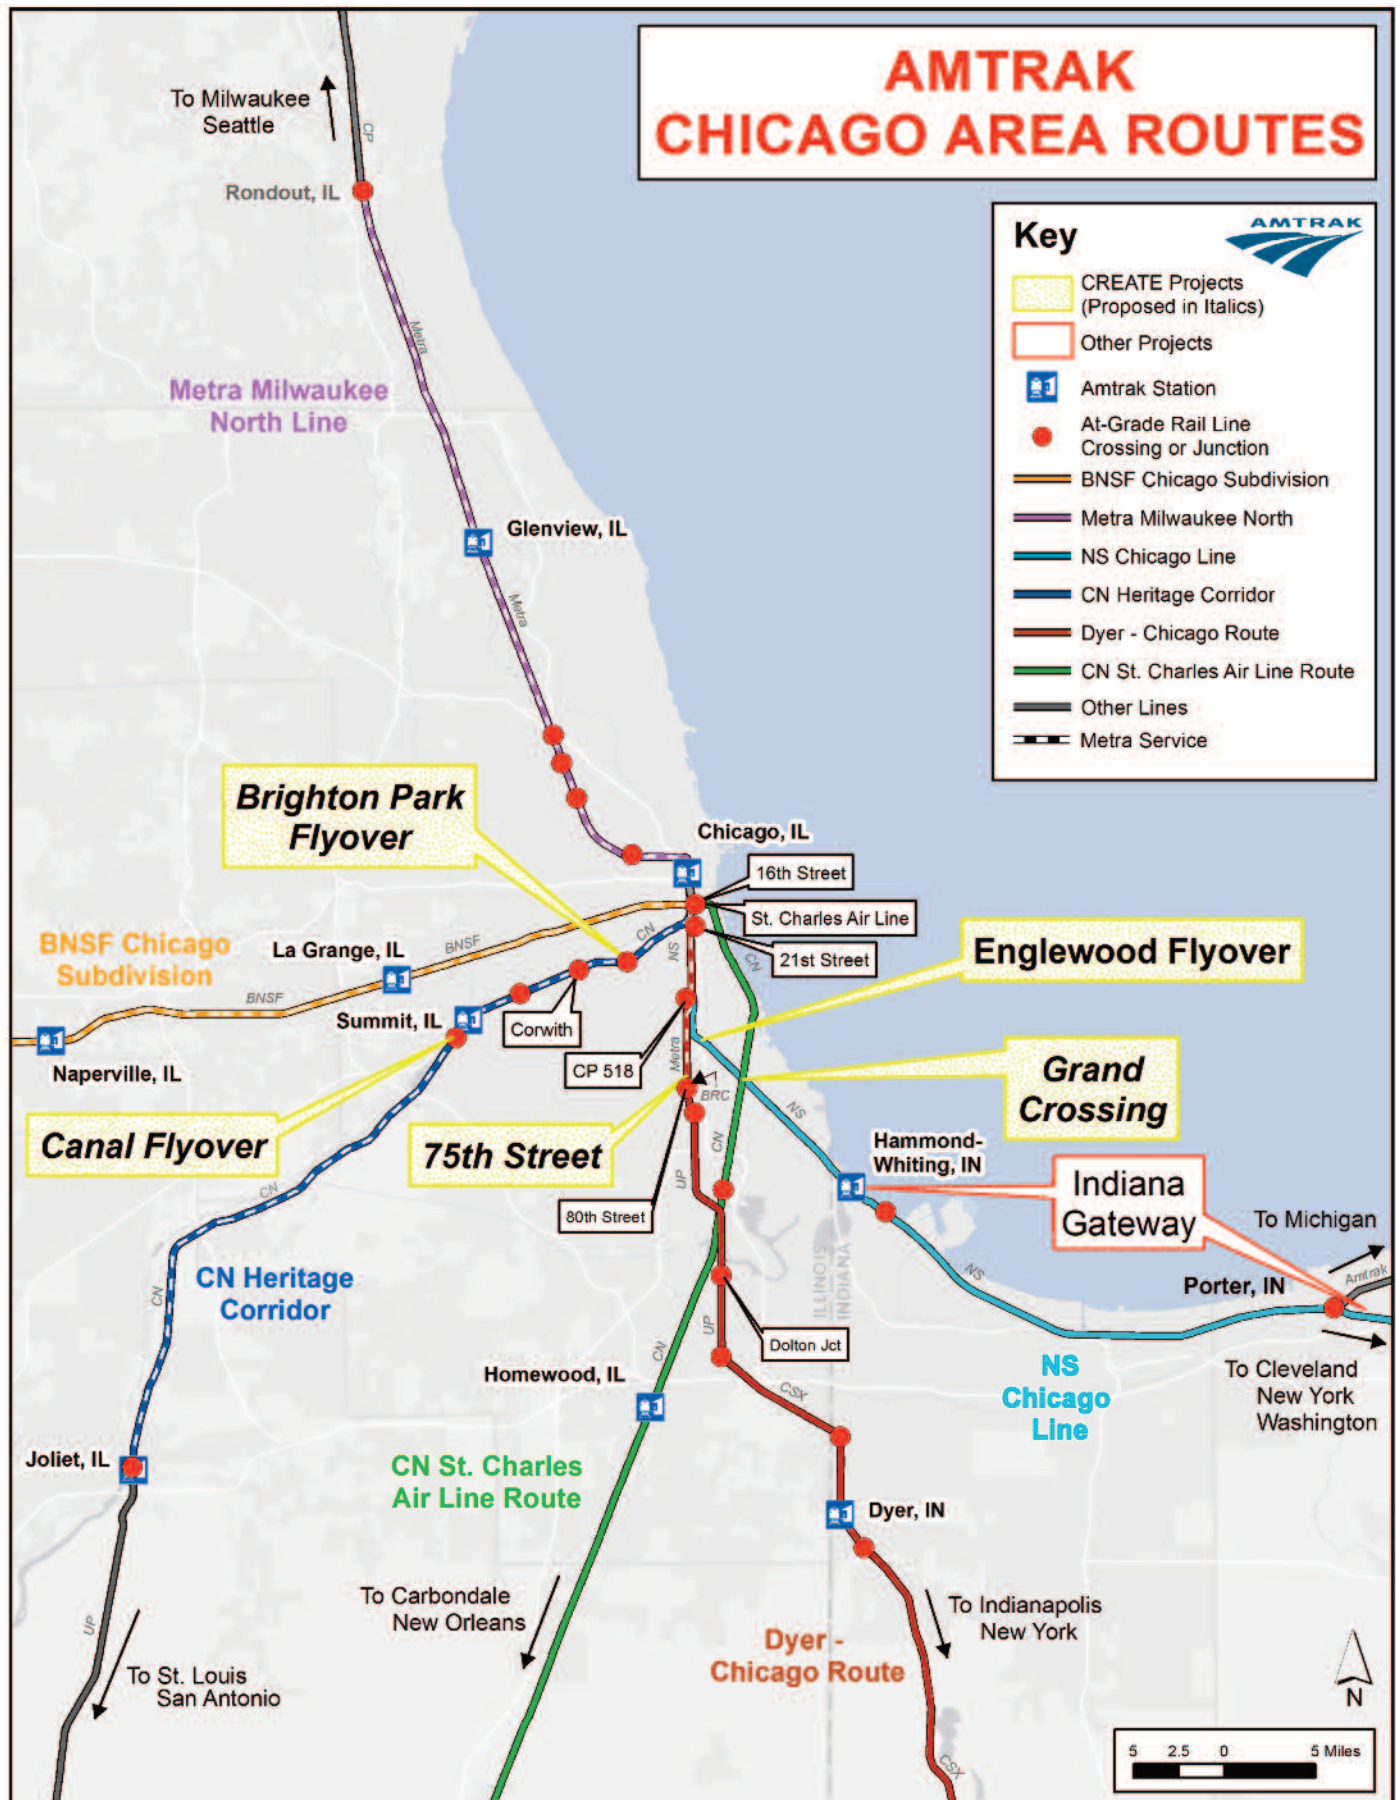 AMTRAK
CHICAGO AREA ROUTES
To Milwaukee
Seattle
CP
Rondout, IL
Key
AMTRAK
CREATE Projects
(Proposed in Italics)
Other Projects
Amtrak Station
At-Grade Rail Line
Crossing or Junction
BNSF Chicago Subdivision
Metra Milwaukee North
NS Chicago Line
CN Heritage Corridor
Dyer - Chicago Route
CN St. Charles Air Line Route
Other Lines
Metra Service
Metra
Metra Milwaukee
North Line
Glenview, IL
Metra
Brighton Park
Flyover
Chicago, IL
16th Street
St. Charles Air Line
21st Street
BNSF Chicago
Subdivision
La Grange, IL
BNSF
BNSF
CN
NS
CN
Englewood Flyover
Summit, IL
Corwith
CP 518
Metra
Naperville, IL
BRC
NS
Grand
Crossing
Canal Flyover
75th Street
CN
Hammond-
Whiting, IN
UP
80th Street
Indiana
Gateway
To Michigan
CN
CN
CN Heritage
Corridor
ILLINOIS
INDIANA
NS
Porter, IN
Amtrak
UP
Dolton Jct
CN
Homewood, IL
CSX
NS
Chicago
Line
To Cleveland
New York
Washington
Joliet, IL
CN St. Charles
Air Line Route
Dyer, IN
UP
To Carbondale
New Orleans
To Indianapolis
New York
Dyer -
Chicago Route
To St. Louis
San Antonio
CSX
N
5 2.5 0 5 Miles